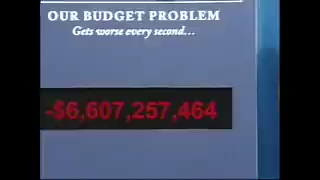 OUR BUDGET PROBLEM
Gets worse every second...
-$6,607,257,464